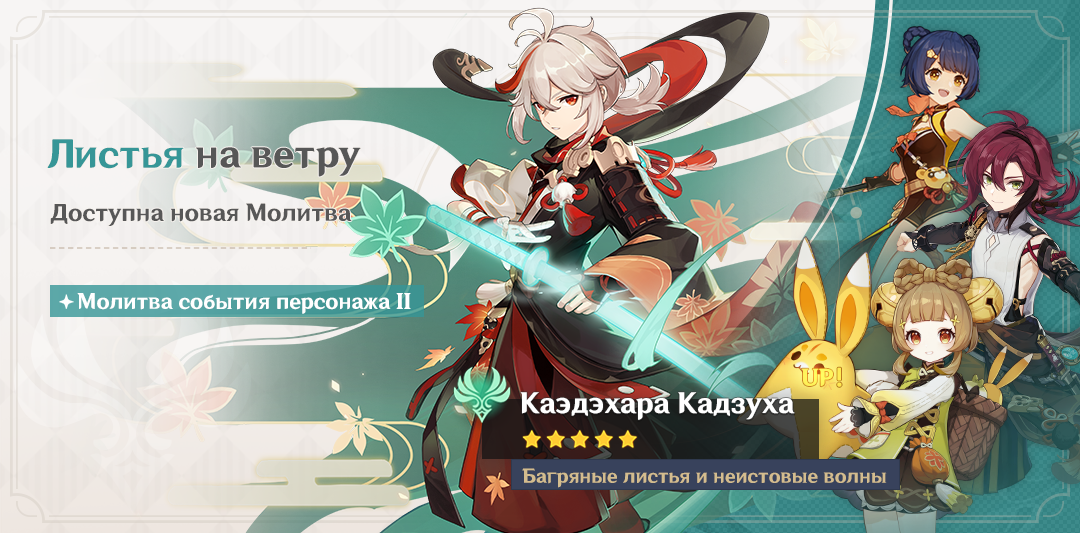 Листья на ветру
Доступна новая Молитва
Молитва события персонажа II
UP!
Каэдэхара Кадзуха
Багряные листья и неистовые волны